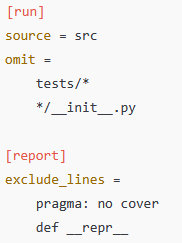 [run]
source = src
omit =
    tests/*
    */__init__.py

[report]
exclude_lines =
    pragma: no cover
    def __repr__